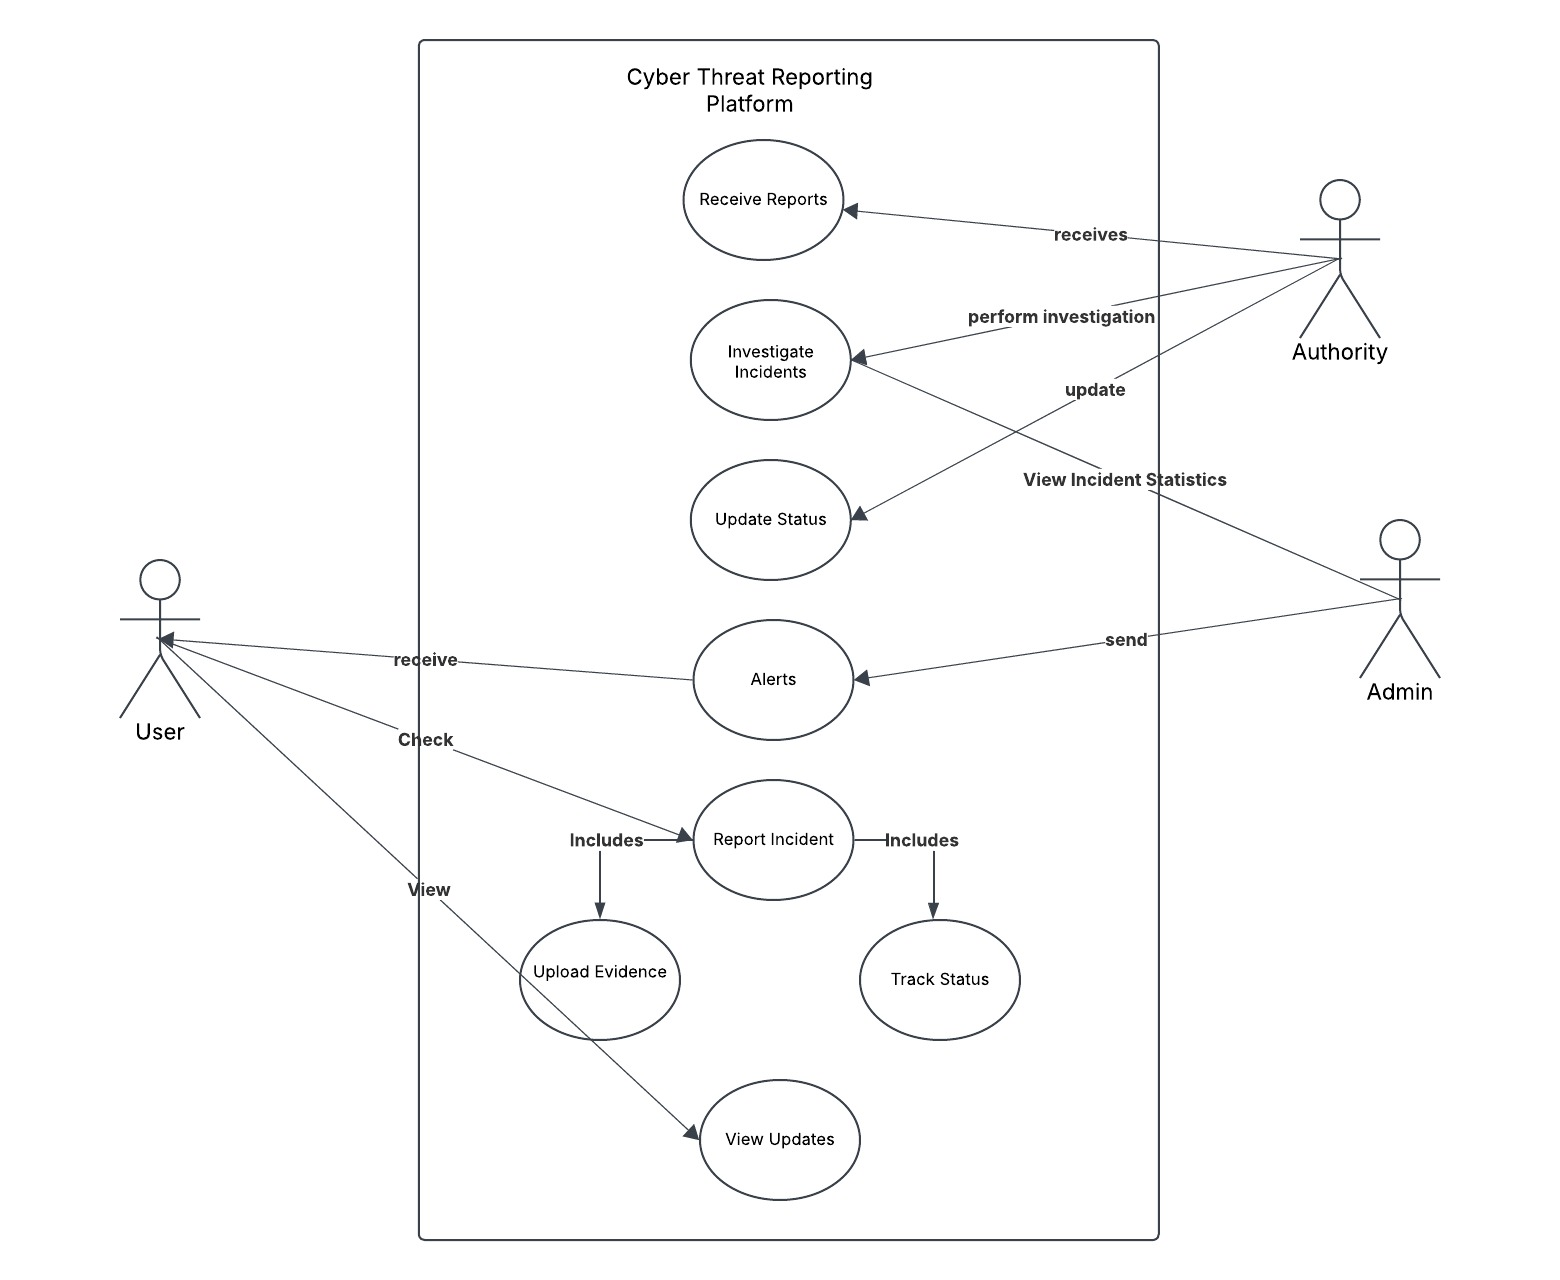 Cyber Threat Reporting
Platform
Receive Reports
receives
perform investigation
Authority
Investigate
Incidents
update
View Incident Statistics
Update Status
send
Admin
Alerts
receive
User
Check
Includes
Report Incident
Includes
View
Upload Evidence
Track Status
View Updates